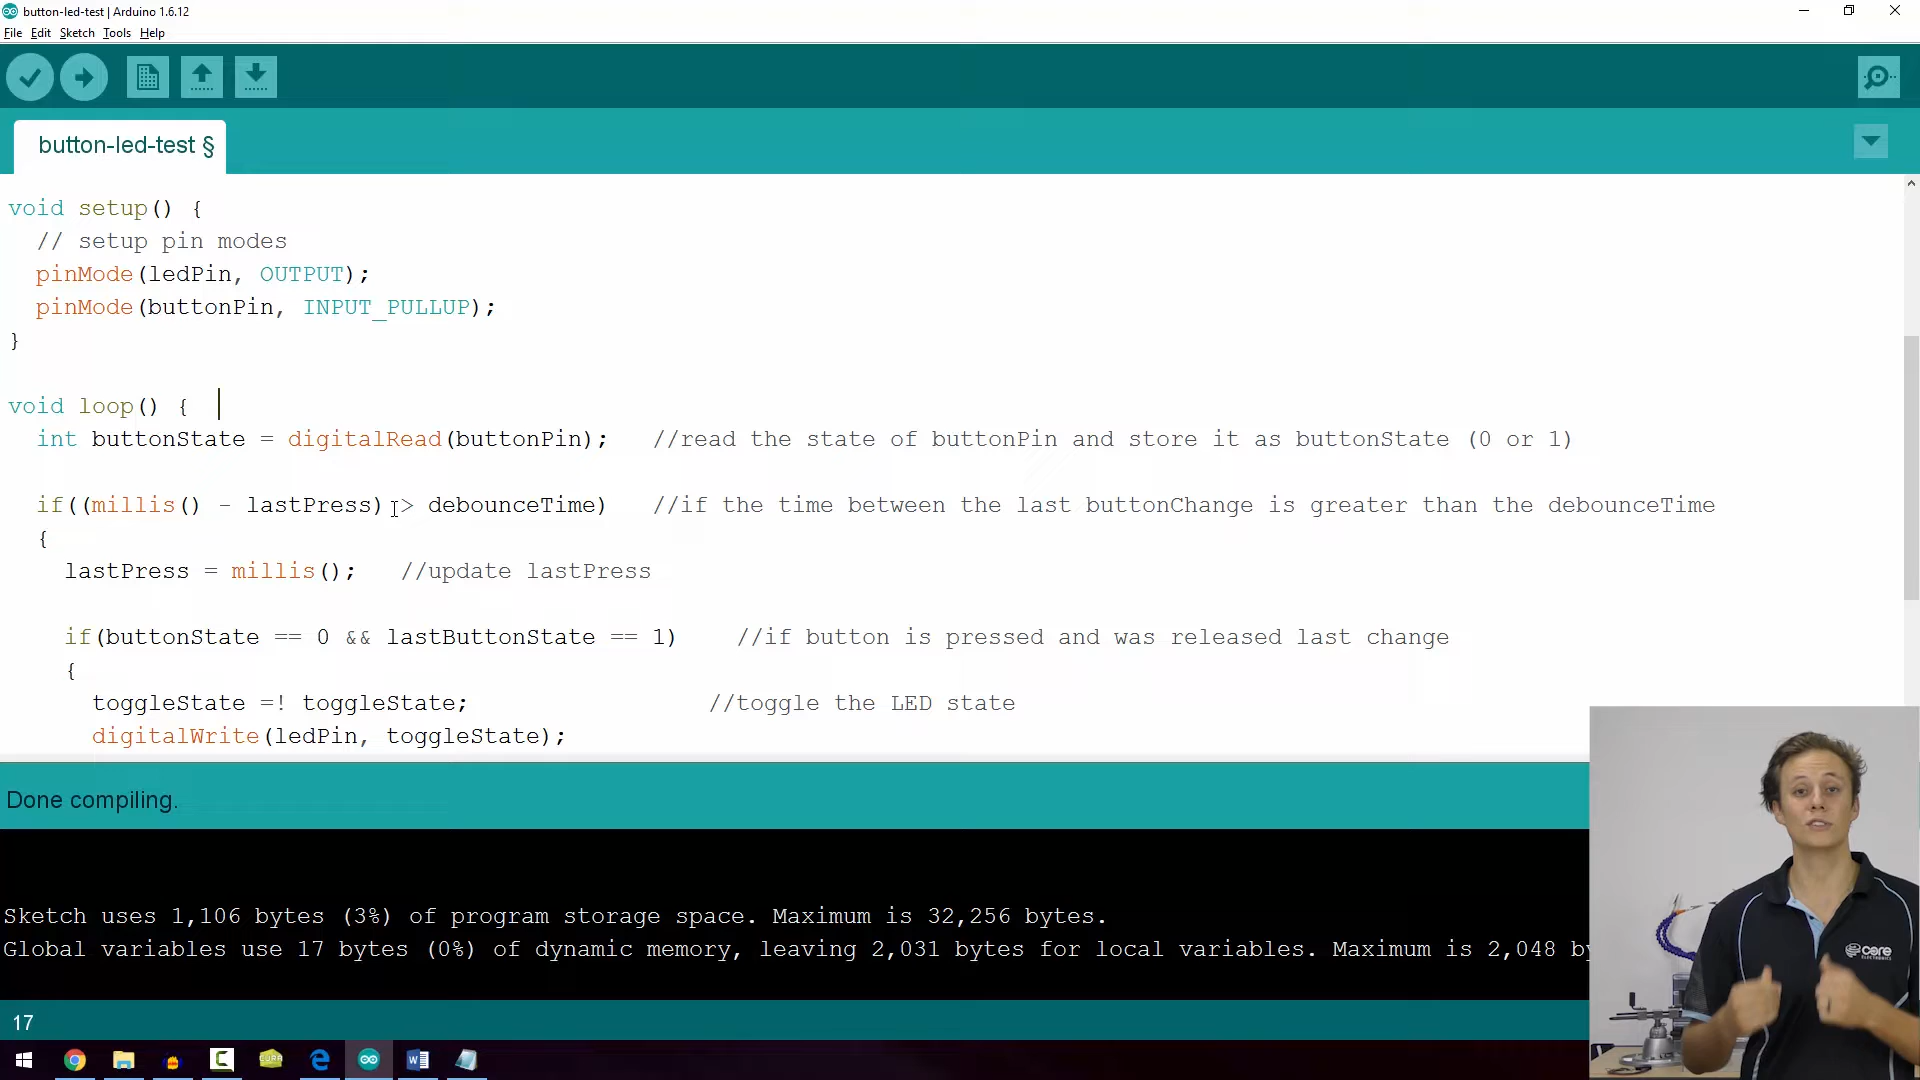 button-led-test | Arduino 1.6.12
File Edit Sketch Tools Help
button-led-test §
void setup() {
// setup pin modes
pinMode(ledPin, OUTPUT);
pinMode(buttonPin, INPUT_PULLUP);
}
void loop() {
int buttonState = digitalRead(buttonPin); //read the state of buttonPin and store it as buttonState (0 or 1)
if((millis() - lastPress) > debounceTime) //if the time between the last buttonChange is greater than the debounceTime
{
lastPress = millis(); //update lastPress
if(buttonState == 0 && lastButtonState == 1) //if button is pressed and was released last change
{
toggleState =! toggleState; //toggle the LED state
digitalWrite(ledPin, toggleState);
Done compiling.
Sketch uses 1,106 bytes (3%) of program storage space. Maximum is 32,256 bytes.
Global variables use 17 bytes (0%) of dynamic memory, leaving 2,031 bytes for local variables. Maximum is 2,048 by
core
ELECTRONICS
17
CURA